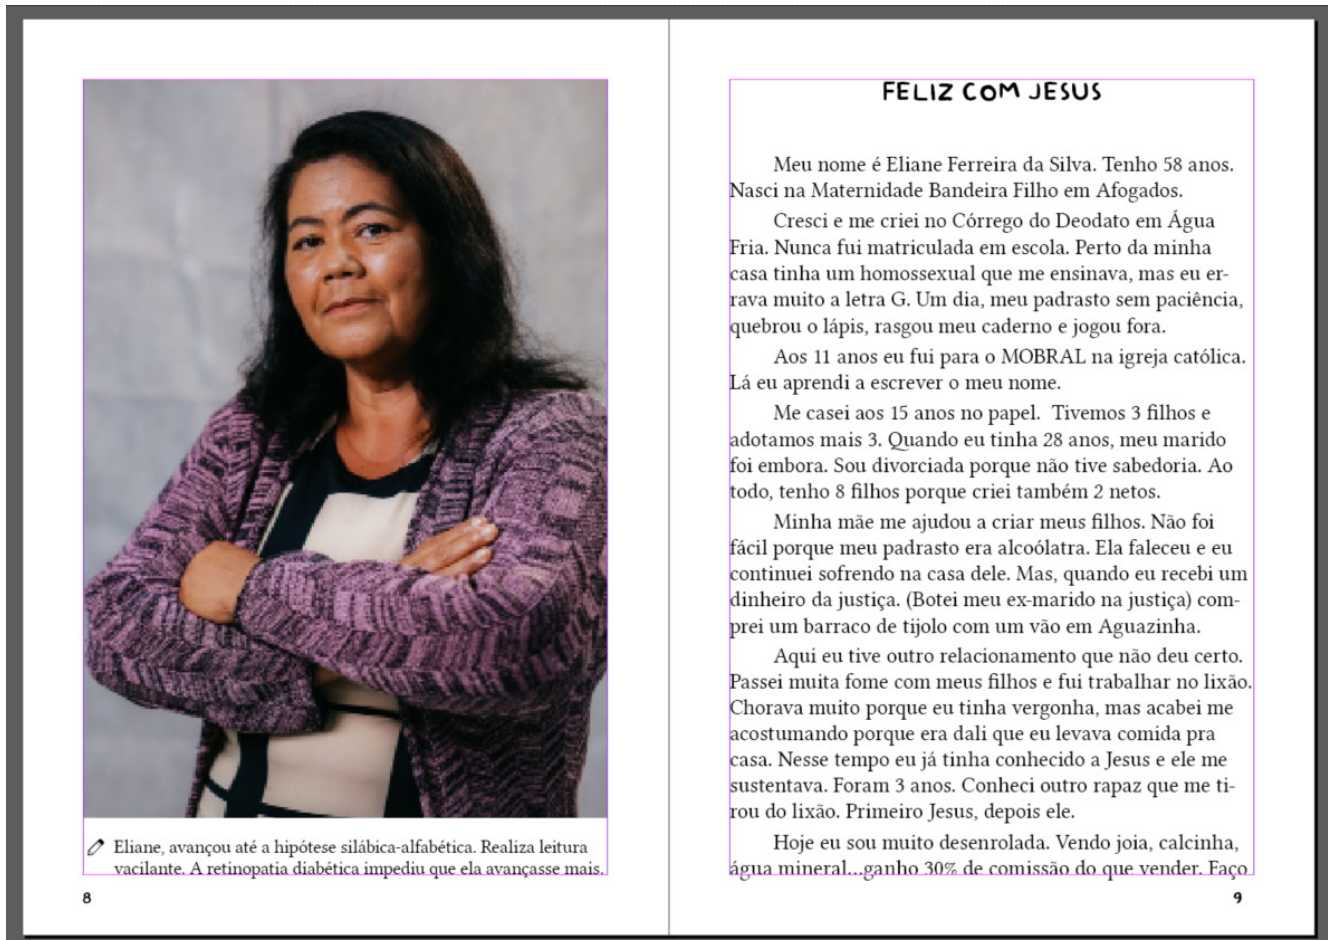 Eliane, avançou até a hipótese silábica-alfabética. Realiza leitura
vacilante. A retinopatia diabética impediu que ela avançasse mais.
8
FELIZ COM JESUS
Meu nome é Eliane Ferreira da Silva. Tenho 58 anos.
Nasci na Maternidade Bandeira Filho em Afogados.
Cresci e me criei no Córrego do Deodato em Água
Fria. Nunca fui matriculada em escola. Perto da minha
casa tinha um homossexual que me ensinava, mas eu er-
rava muito a letra G. Um dia, meu padrasto sem paciência,
quebrou o lápis, rasgou meu caderno e jogou fora.
Aos 11 anos eu fui para o MOBRAL na igreja católica.
Lá eu aprendi a escrever o meu nome.
Me casei aos 15 anos no papel.  Tivemos 3 filhos e
adotamos mais 3. Quando eu tinha 28 anos, meu marido
foi embora. Sou divorciada porque não tive sabedoria. Ao
todo, tenho 8 filhos porque criei também 2 netos.
Minha mãe me ajudou a criar meus filhos. Não foi
fácil porque meu padrasto era alcoólatra. Ela faleceu e eu
continuei sofrendo na casa dele. Mas, quando eu recebi um
dinheiro da justiça. (Botei meu ex-marido na justiça) com-
prei um barraco de tijolo com um vão em Aguazinha.
Aqui eu tive outro relacionamento que não deu certo.
Passei muita fome com meus filhos e fui trabalhar no lixão.
Chorava muito porque eu tinha vergonha, mas acabei me
acostumando porque era dali que eu levava comida pra
casa. Nesse tempo eu já tinha conhecido a Jesus e ele me
sustentava. Foram 3 anos. Conheci outro rapaz que me ti-
rou do lixão. Primeiro Jesus, depois ele.
Hoje eu sou muito desenrolada. Vendo joia, calcinha,
água mineral...ganho 30% de comissão do que vender. Faço
9